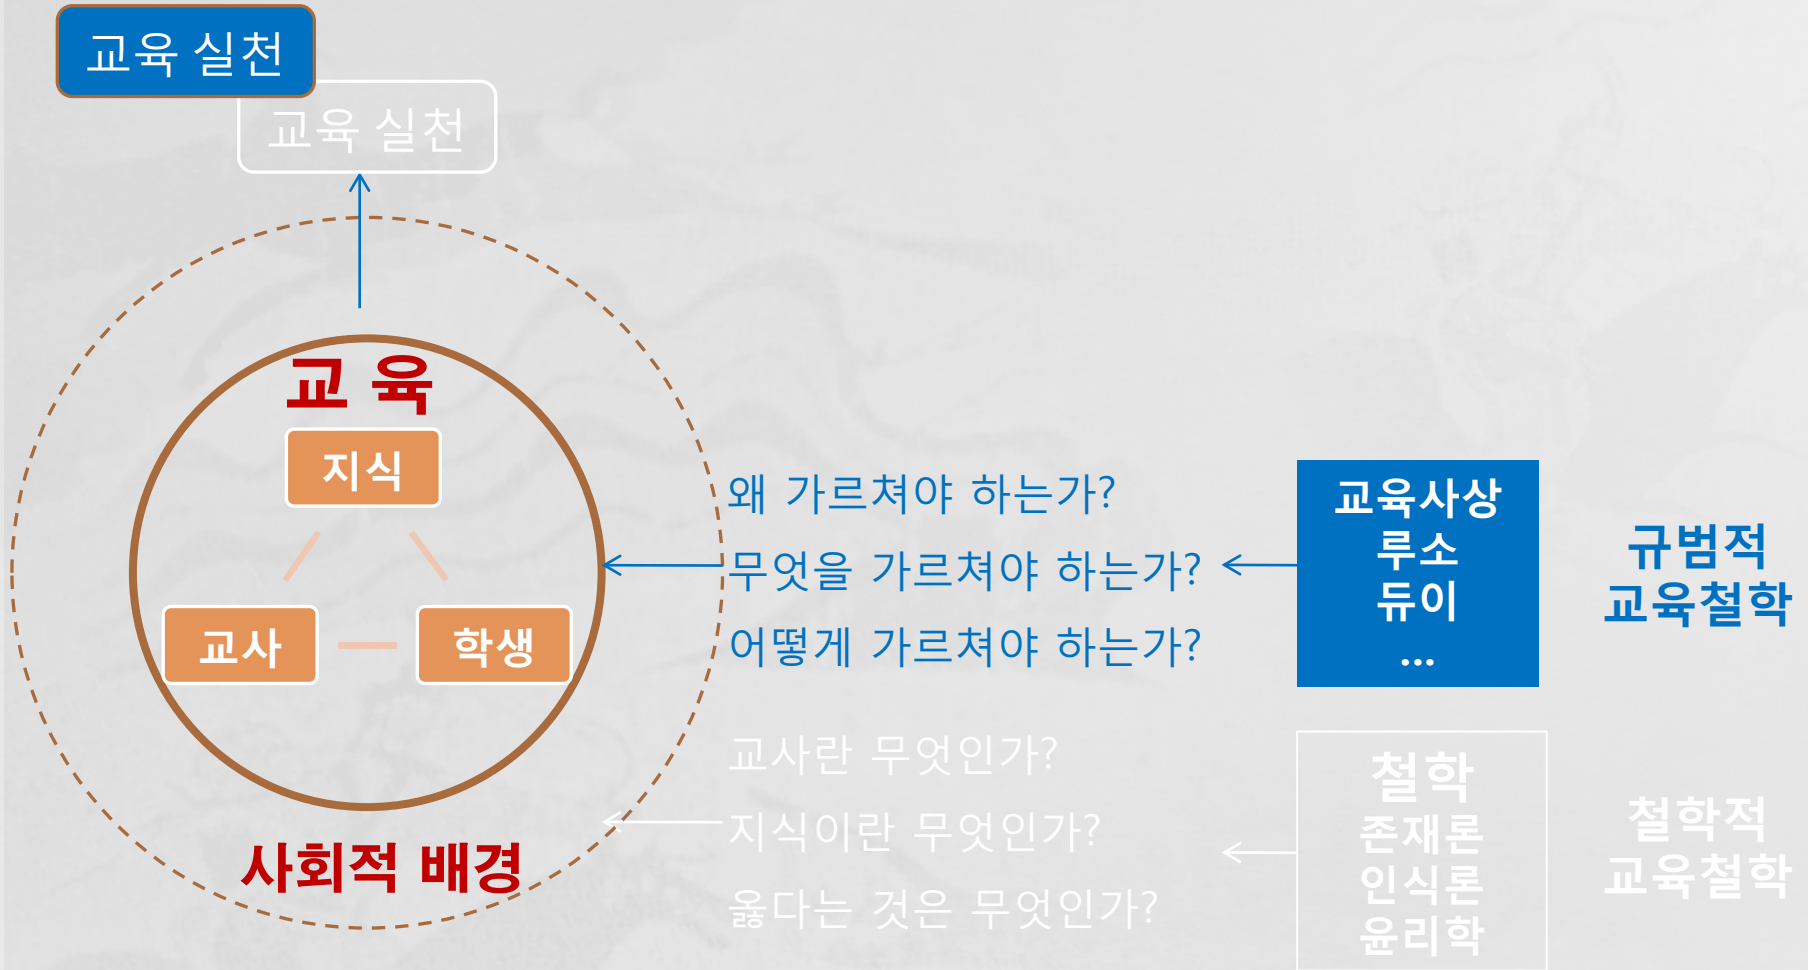 교육 실천
교육 실천
교 육
지식
교사
학생
사회적 배경
왜 가르쳐야 하는가?
무엇을 가르쳐야 하는가?
어떻게 가르쳐야 하는가?
교육사상
루소
듀이
...
규범적
교육철학
교사란 무엇인가?
지식이란 무엇인가?
옳다는 것은 무엇인가?
철학
존재론
인식론
윤리학
철학적
교육철학